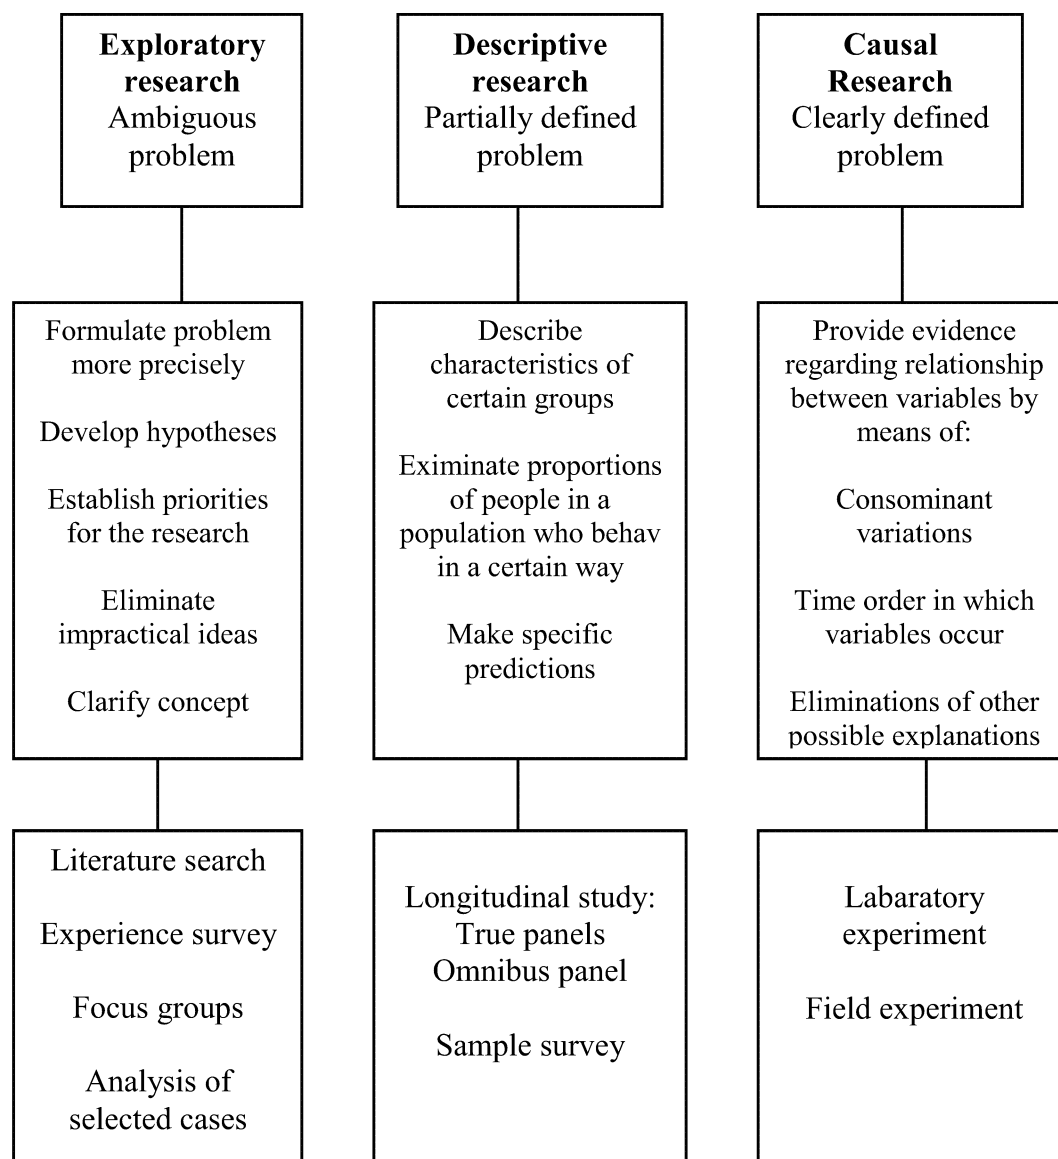 Exploratory
research
Ambiguous
problem
Descriptive
research
Partially defined
problem
Causal
Research
Clearly defined
problem
Formulate problem
more precisely
Develop hypotheses
Establish priorities
for the research
Eliminate
impractical ideas
Clarify concept
Describe
characteristics of
certain groups
Eximinate proportions
of people in a
population who behav
in a certain way
Make specific
predictions
Provide evidence
regarding relationship
between variables by
means of:
Consominant
variations
Time order in which
variables occur
Eliminations of other
possible explanations
Literature search
Experience survey
Focus groups
Analysis of
selected cases
Longitudinal study:
True panels
Omnibus panel
Sample survey
Labaratory
experiment
Field experiment